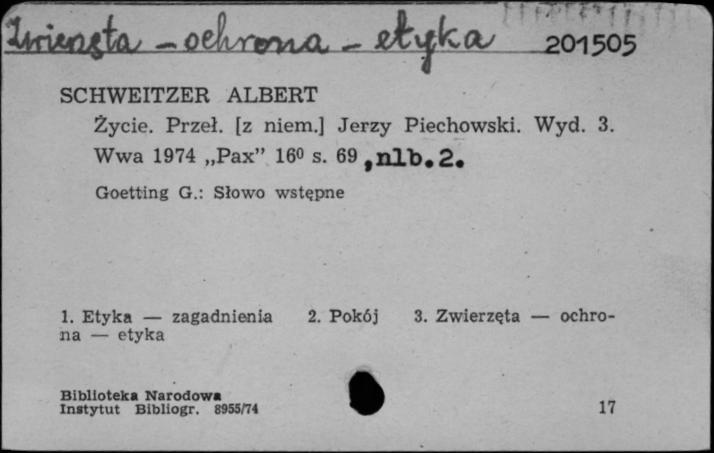 Zwierzęta - ochrona - etyka 201505
SCHWEITZER ALBERT
Życie. Przeł. [z niem.] Jerzy Piechowski. Wyd. 3.
Wwa 1974 „Pax” 16⁰ s. 69, nlb. 2.
Goetting G.: Słowo wstępne
1. Etyka — zagadnienia 2. Pokój 3. Zwierzęta — ochro-
na — etyka
Biblioteka Narodowa
Instytut Bibliogr. 8955/74 17